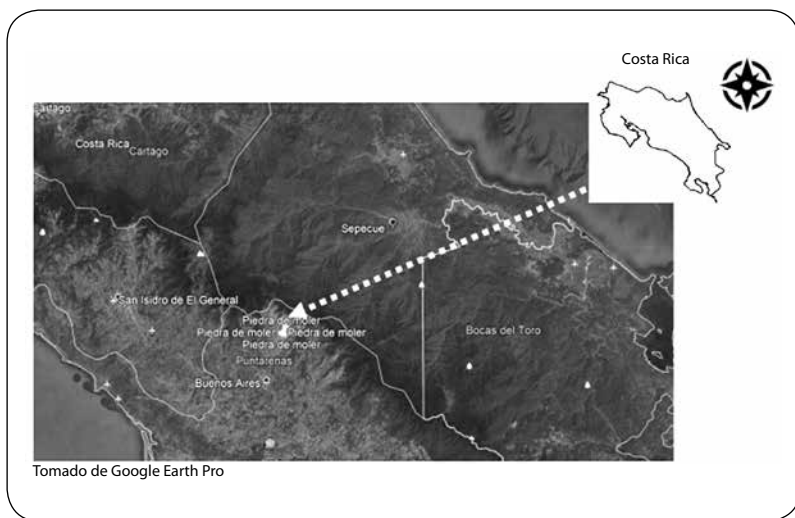 Costa Rica
artago
Costa Rica
Cartago
Sepecue
San Isidro de El General
Piedra de moler
Piedra de moler Piedra de moler
Piedra de moler
Puntarenas
Bocas del Toro
Buenos Aires
Tomado de Google Earth Pro